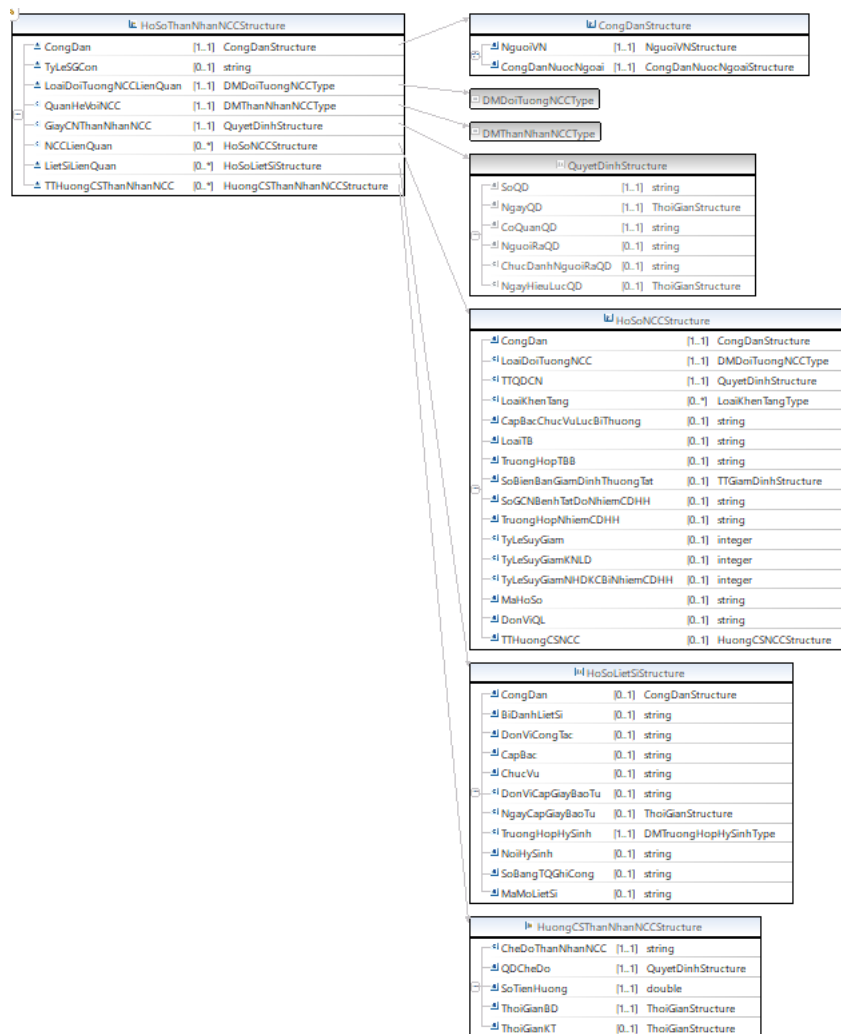 HoSoThanNhanNCCStructure
CongDan [1..1] CongDanStructure
TyLeSGCon [0..1] string
LoaiDoiTuongNCCLienQuan [1..1] DMDoiTuongNCCType
QuanHeVoiNCC [1..1] DMThanNhanNCCType
GiayCNThanNhanNCC [1..1] QuyetDinhStructure
NCCLienQuan [0..*] HoSoNCCStructure
LietSiLienQuan [0..*] HoSoLietSiStructure
TTHuongCSThanNhanNCC [0..*] HuongCSThanNhanNCCStructure
CongDanStructure
NguoiVN [1..1] NguoiVNStructure
CongDanNuocNgoai [1..1] CongDanNuocNgoaiStructure
DMDoiTuongNCCType
DMThanNhanNCCType
QuyetDinhStructure
SoQD [1..1] string
NgayQD [1..1] ThoiGianStructure
CoQuanQD [1..1] string
NguoiRaQD [0..1] string
ChucDanhNguoiRaQD [0..1] string
NgayHieuLucQD [0..1] ThoiGianStructure
HoSoNCCStructure
CongDan [1..1] CongDanStructure
LoaiDoiTuongNCC [1..1] DMDoiTuongNCCType
TTQDCN [1..1] QuyetDinhStructure
LoaiKhenTang [0..*] LoaiKhenTangType
CapBacChucVuLucBiThuong [0..1] string
LoaiTB [0..1] string
TruongHopTBB [0..1] string
SoBienBanGiamDinhThuongTat [0..1] TTGiamDinhStructure
SoGCNBenhTatDoNhiemCDHH [0..1] string
TruongHopNhiemCDHH [0..1] string
TyLeSuyGiam [0..1] integer
TyLeSuyGiamKNLD [0..1] integer
TyLeSuyGiamNHDKCBiNhiemCDHH [0..1] integer
MaHoSo [0..1] string
DonViQL [0..1] string
TTHuongCSNCC [0..1] HuongCSNCCStructure
HoSoLietSiStructure
CongDan [0..1] CongDanStructure
BiDanhLietSi [0..1] string
DonViCongTac [0..1] string
CapBac [0..1] string
ChucVu [0..1] string
DonViCapGiayBaoTu [0..1] string
NgayCapGiayBaoTu [0..1] ThoiGianStructure
TruongHopHySinh [1..1] DMTruongHopHySinhType
NoiHySinh [0..1] string
SoBangTQGhiCong [0..1] string
MaMoLietSi [0..1] string
HuongCSThanNhanNCCStructure
CheDoThanNhanNCC [1..1] string
QDCheDo [1..1] QuyetDinhStructure
SoTienHuong [1..1] double
ThoiGianBD [1..1] ThoiGianStructure
ThoiGianKT [0..1] ThoiGianStructure